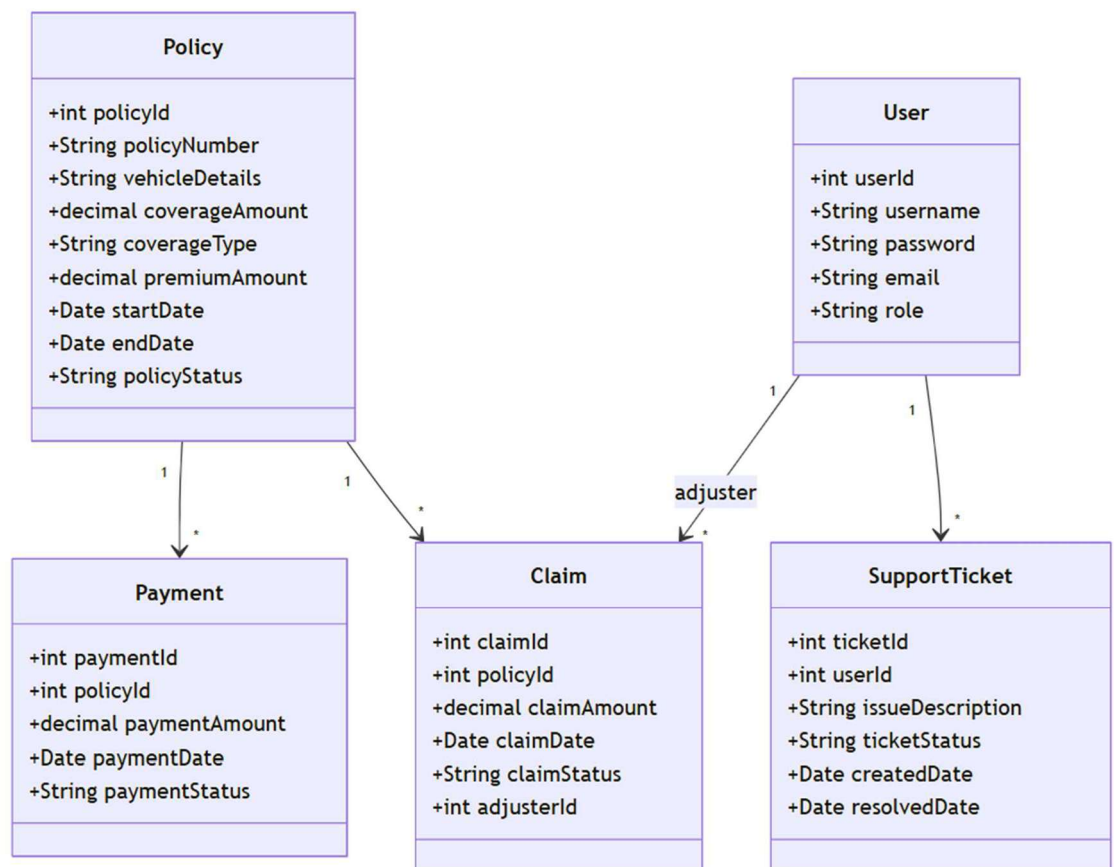 Policy
+int policyId
+String policyNumber
+String vehicleDetails
+decimal coverageAmount
+String coverageType
+decimal premiumAmount
+Date startDate
+Date endDate
+String policyStatus
User
+int userId
+String username
+String password
+String email
+String role
1
*
1
*
1
adjuster
*
1
*
Payment
+int paymentId
+int policyId
+decimal paymentAmount
+Date paymentDate
+String paymentStatus
Claim
+int claimId
+int policyId
+decimal claimAmount
+Date claimDate
+String claimStatus
+int adjusterId
SupportTicket
+int ticketId
+int userId
+String issueDescription
+String ticketStatus
+Date createdDate
+Date resolvedDate